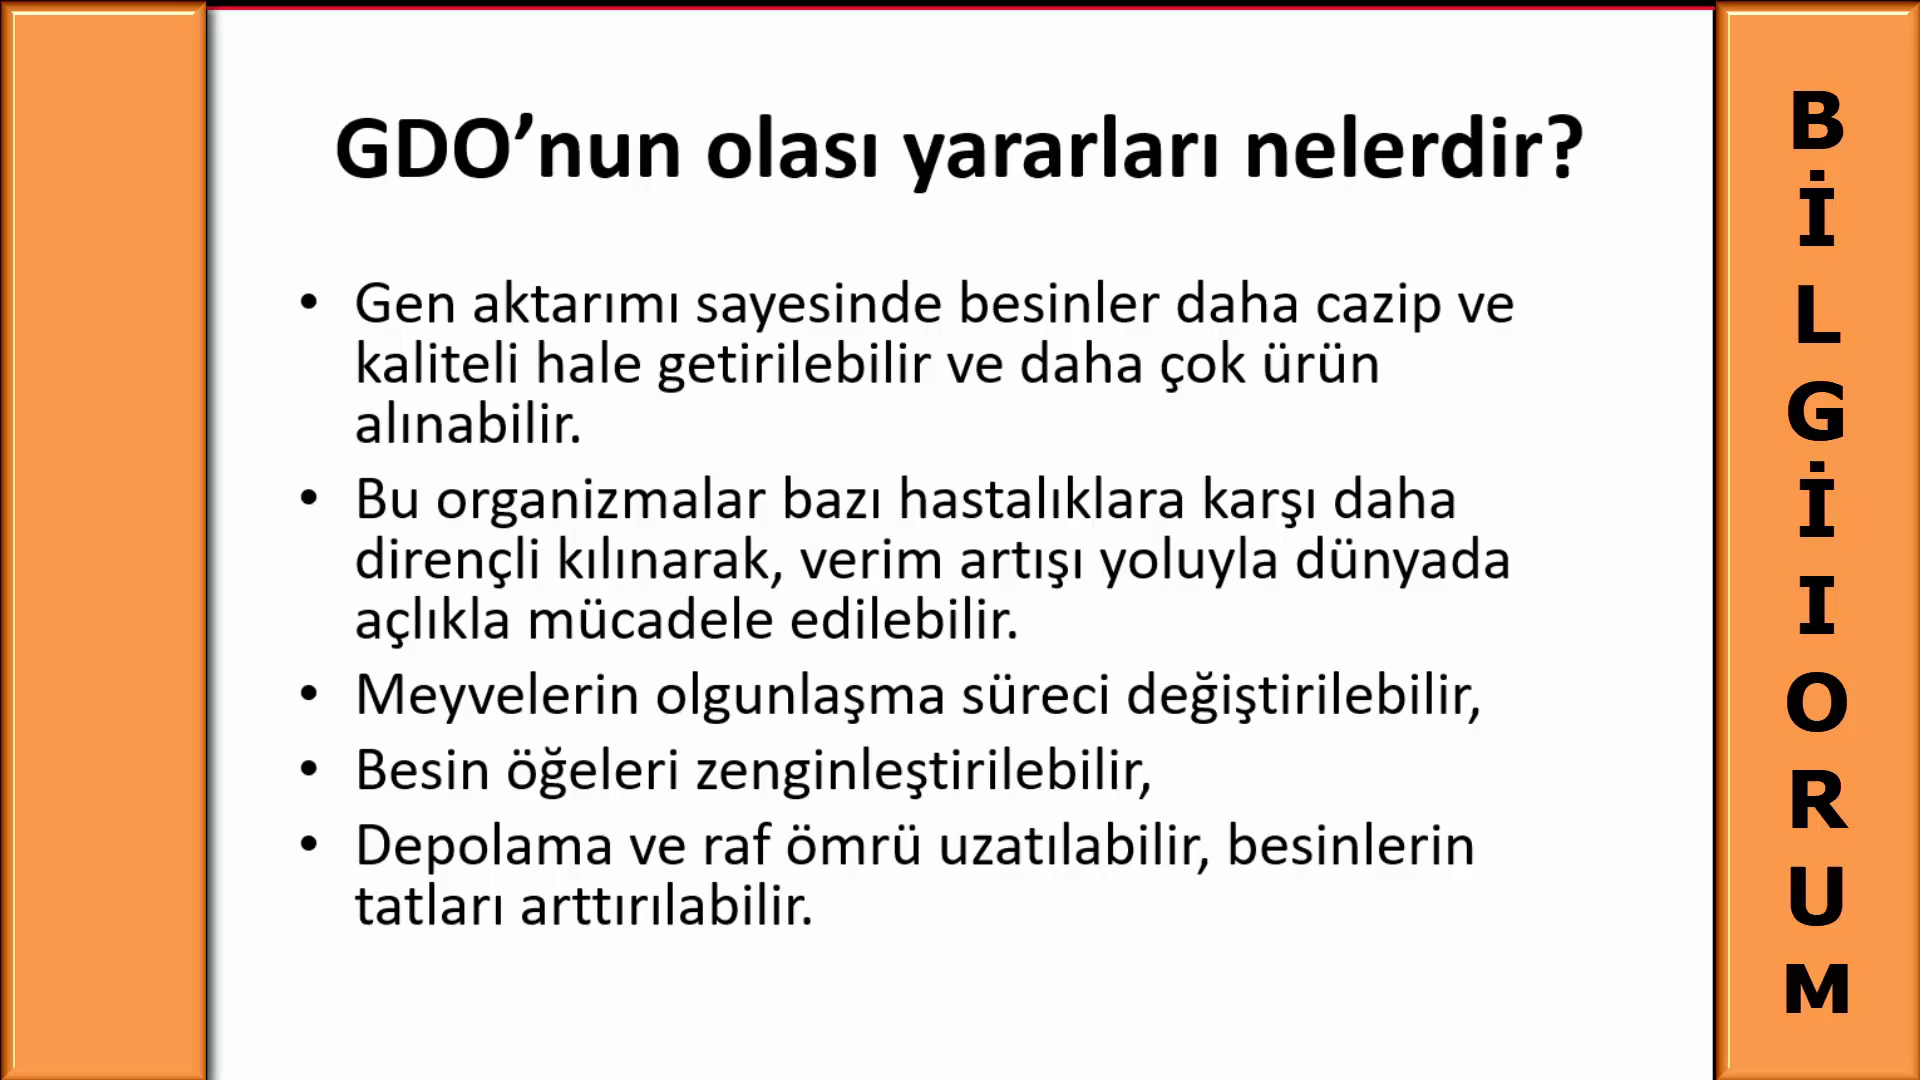 GDO’nun olası yararları nelerdir?
• Gen aktarımı sayesinde besinler daha cazip ve
kaliteli hale getirilebilir ve daha çok ürün
alınabilir.
• Bu organizmalar bazı hastalıklara karşı daha
dirençli kılınarak, verim artışı yoluyla dünyada
açlıkla mücadele edilebilir.
• Meyvelerin olgunlaşma süreci değiştirilebilir,
• Besin öğeleri zenginleştirilebilir,
• Depolama ve raf ömrü uzatılabilir, besinlerin
tatları arttırılabilir.
B
İ
L
G
İ
I
O
R
U
M